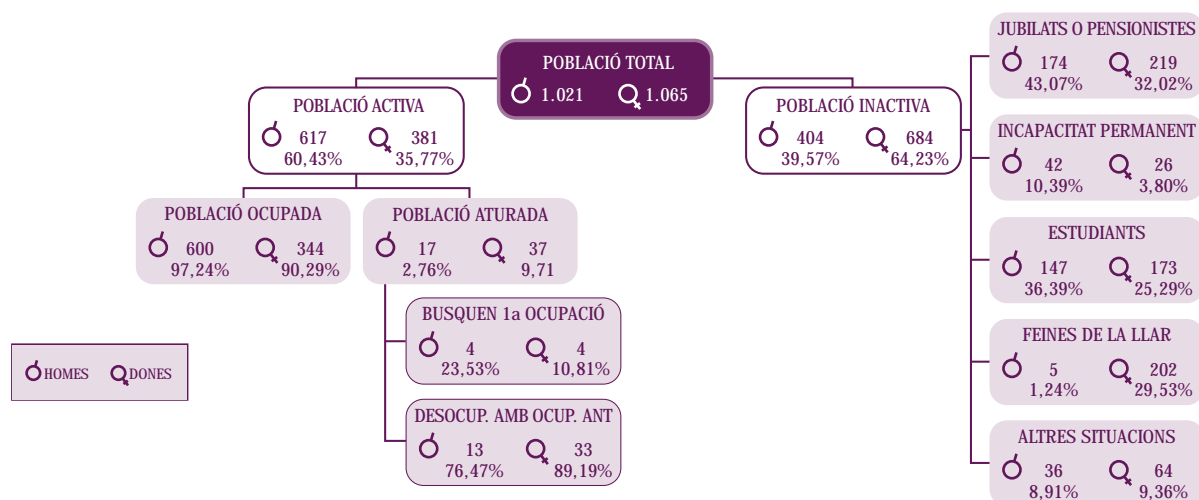 POBLACIÓ TOTAL
1.021 1.065
POBLACIÓ ACTIVA
617 381
60,43% 35,77%
POBLACIÓ OCUPADA
600 344
97,24% 90,29%
POBLACIÓ ATURADA
17 37
2,76% 9,71
BUSQUEN 1a OCUPACIÓ
4 4
23,53% 10,81%
DESOCUP. AMB OCUP. ANT
13 33
76,47% 89,19%
POBLACIÓ INACTIVA
404 684
39,57% 64,23%
JUBILATS O PENSIONISTES
174 219
43,07% 32,02%
INCAPACITAT PERMANENT
42 26
10,39% 3,80%
ESTUDIANTS
147 173
36,39% 25,29%
FEINES DE LA LLAR
5 202
1,24% 29,53%
ALTRES SITUACIONS
36 64
8,91% 9,36%
HOMES DONES